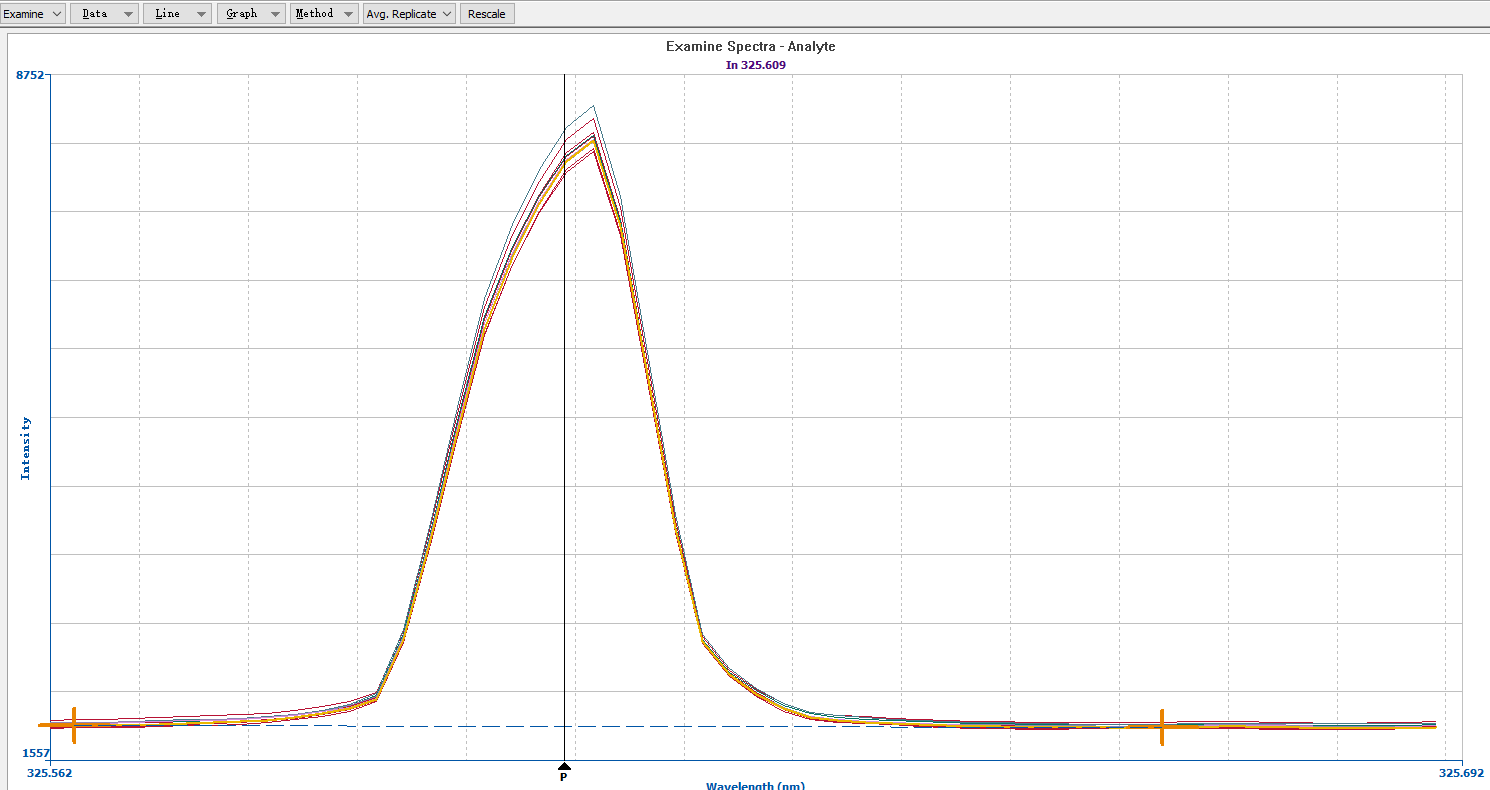 Examine Data Line Graph Method Avg. Replicate Rescale
Examine Spectra - Analyte
In 325.609
8752
Intensity
1557
325.562
P
325.692
Wavelength (nm)